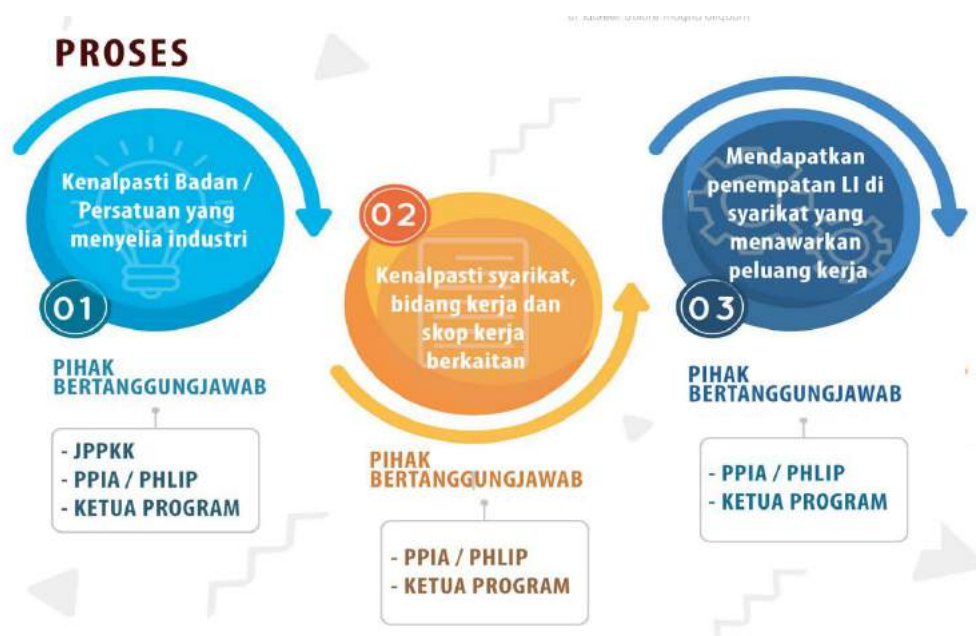 PROSES
Kenalpasti Badan /
Persatuan yang
menyelia industri
01
PIHAK
BERTANGGUNGJAWAB
- JPPKK
- PPIA / PHLIP
- KETUA PROGRAM
02
Kenalpasti syarikat,
bidang kerja dan
skop kerja
berkaitan
PIHAK
BERTANGGUNGJAWAB
- PPIA / PHLIP
- KETUA PROGRAM
Mendapatkan
penempatan LI di
syarikat yang
menawarkan
peluang kerja
03
PIHAK
BERTANGGUNGJAWAB
- PPIA / PHLIP
- KETUA PROGRAM